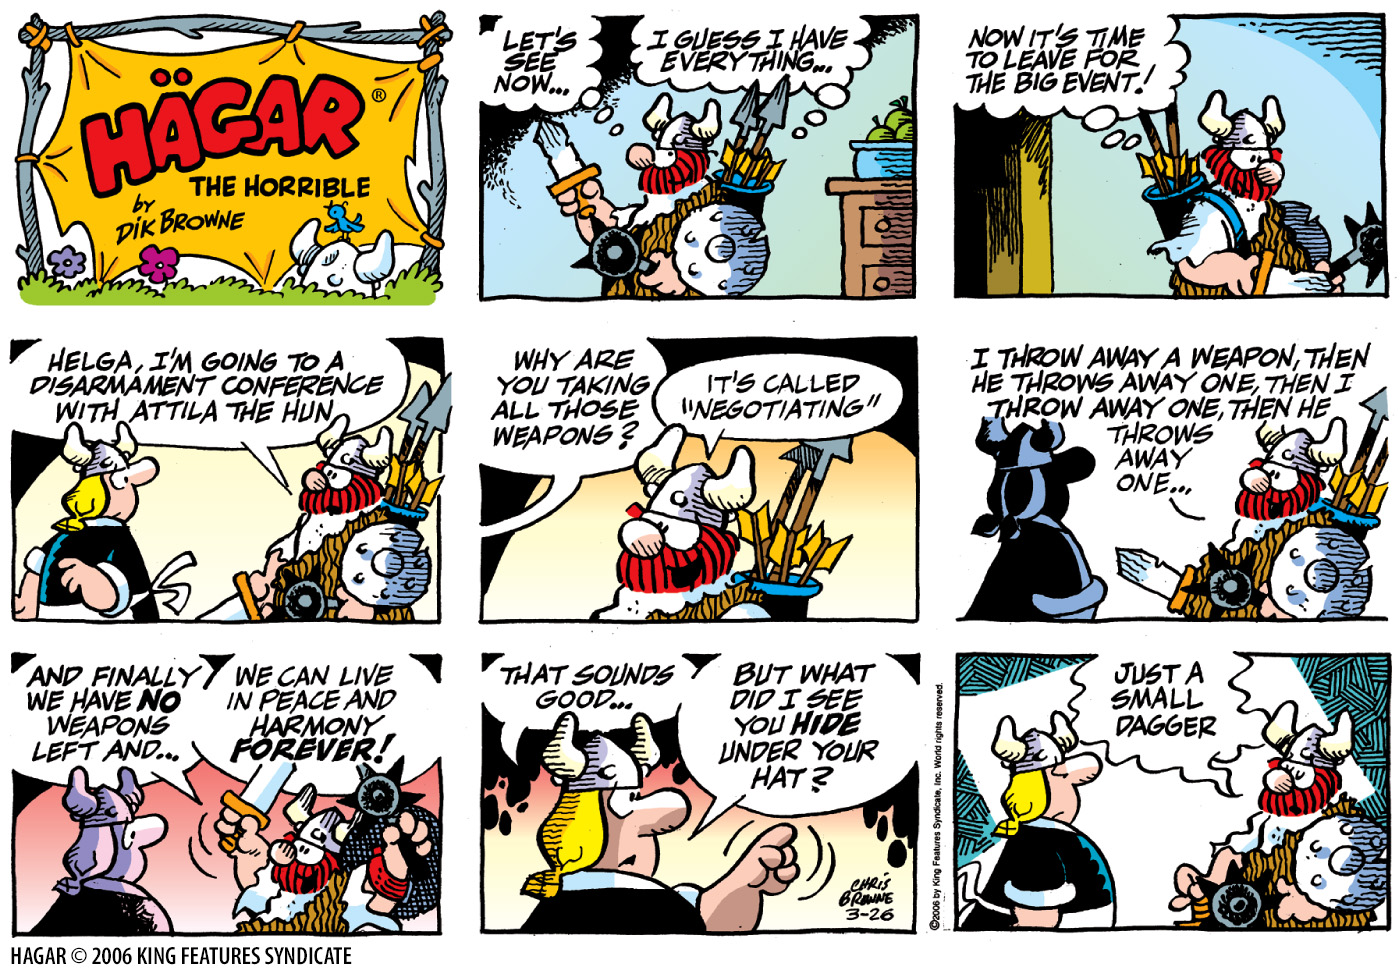 HÄGAR®
THE HORRIBLE
by
DIK BROWNE
LET'S
SEE
NOW...
I GUESS I HAVE
EVERYTHING...
NOW IT'S TIME
TO LEAVE FOR
THE BIG EVENT!
HELGA, I'M GOING TO A
DISARMAMENT CONFERENCE
WITH ATTILA THE HUN
WHY ARE
YOU TAKING
ALL THOSE
WEAPONS?
IT'S CALLED
"NEGOTIATING"
I THROW AWAY A WEAPON, THEN
HE THROWS AWAY ONE, THEN I
THROW AWAY ONE, THEN HE
THROWS
AWAY
ONE...
AND FINALLY
WE HAVE NO
WEAPONS
LEFT AND...
WE CAN LIVE
IN PEACE AND
HARMONY
FOREVER!
THAT SOUNDS
GOOD...
BUT WHAT
DID I SEE
YOU HIDE
UNDER YOUR
HAT?
CHRIS
BROWNE
3-26
©2006 by King Features Syndicate, Inc. World rights reserved.
JUST A
SMALL
DAGGER
HAGAR © 2006 KING FEATURES SYNDICATE